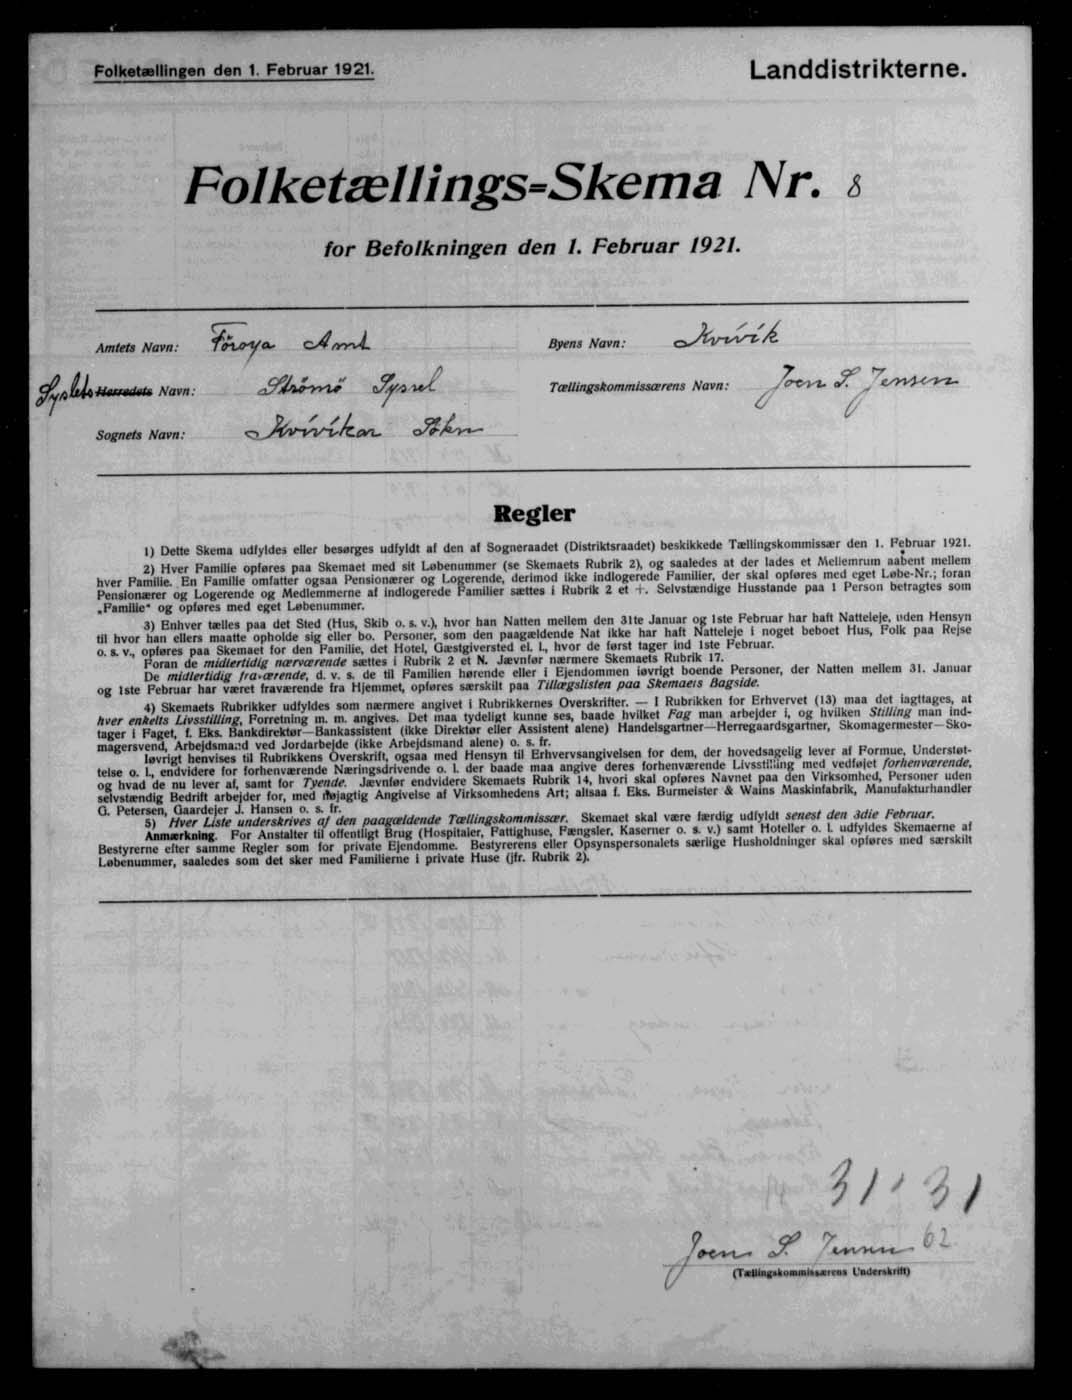 Folketællingen den 1. Februar 1921.
Landdistrikterne.
Folketællings=Skema Nr. 8
for Befolkningen den 1. Februar 1921.
Amtets Navn: Föroya Amt
Byens Navn: Kvívík
Syslets Herredets Navn: Strömö Syssel
Tællingskommissærens Navn: Joen S. Jensen
Sognets Navn: Kvívíkar Sókn
Regler
1) Dette Skema udfyldes eller besørges udfyldt af den af Sogneraadet (Distriktsraadet) beskikkede Tællingskommissær den 1. Februar 1921.
2) Hver Familie opføres paa Skemaet med sit Løbenummer (se Skemaets Rubrik 2), og saaledes at der lades et Mellemrum aabent mellem
hver Familie. En Familie omfatter ogsaa Pensionærer og Logerende, derimod ikke indlogerede Familier, der skal opføres med eget Løbe-Nr.; foran
Pensionærer og Logerende og Medlemmerne af indlogerede Familier sættes i Rubrik 2 et +. Selvstændige Husstande paa 1 Person betragtes som
„Familie" og opføres med eget Løbenummer.
3) Enhver tælles paa det Sted (Hus, Skib o. s. v.), hvor han Natten mellem den 31te Januar og 1ste Februar har haft Natteleje, uden Hensyn
til hvor han ellers maatte opholde sig eller bo. Personer, som den paagældende Nat ikke har haft Natteleje i noget beboet Hus, Folk paa Rejse
o. s. v., opføres paa Skemaet for den Familie, det Hotel, Gæstgiversted el. l., hvor de først tager ind 1ste Februar.
Foran de midlertidig nærværende sættes i Rubrik 2 et N. Jævnfør nærmere Skemaets Rubrik 17.
De midlertidig fraværende, d. v. s. de til Familien hørende eller i Ejendommen iøvrigt boende Personer, der Natten mellem 31. Januar
og 1ste Februar har været fraværende fra Hjemmet, opføres særskilt paa Tillægslisten paa Skemaets Bagside.
4) Skemaets Rubrikker udfyldes som nærmere angivet i Rubrikkernes Overskrifter. — I Rubrikken for Erhvervet (13) maa det iagttages, at
hver enkelts Livsstilling, Forretning m. m. angives. Det maa tydeligt kunne ses, baade hvilket Fag man arbejder i, og hvilken Stilling man ind-
tager i Faget, f. Eks. Bankdirektør—Bankassistent (ikke Direktør eller Assistent alene) Handelsgartner—Herregaardsgartner, Skomagermester—Sko-
magersvend, Arbejdsmand ved Jordarbejde (ikke Arbejdsmand alene) o. s. fr.
Iøvrigt henvises til Rubrikkens Overskrift, ogsaa med Hensyn til Erhvervsangivelsen for dem, der hovedsagelig lever af Formue, Understøt-
telse o. l., endvidere for forhenværende Næringsdrivende o. l. der baade maa angive deres forhenværende Livsstilling med vedføjet forhenværende,
og hvad de nu lever af, samt for Tyende. Jævnfør endvidere Skemaets Rubrik 14, hvori skal opføres Navnet paa den Virksomhed, Personer uden
selvstændig Bedrift arbejder for, med nøjagtig Angivelse af Virksomhedens Art; altsaa f. Eks. Burmeister & Wains Maskinfabrik, Manufakturhandler
G. Petersen, Gaardejer J. Hansen o. s. fr.
5) Hver Liste underskrives af den paagældende Tællingskommissær. Skemaet skal være færdig udfyldt senest den 3die Februar.
Anmærkning. For Anstalter til offentligt Brug (Hospitaler, Fattighuse, Fængsler, Kaserner o. s. v.) samt Hoteller o. l. udfyldes Skemaerne af
Bestyrerne efter samme Regler som for private Ejendomme. Bestyrerens eller Opsynspersonalets særlige Husholdninger skal opføres med særskilt
Løbenummer, saaledes som det sker med Familierne i private Huse (jfr. Rubrik 2).
31 31
Joen S. Jensen 62
(Tællingskommissærens Underskrift)